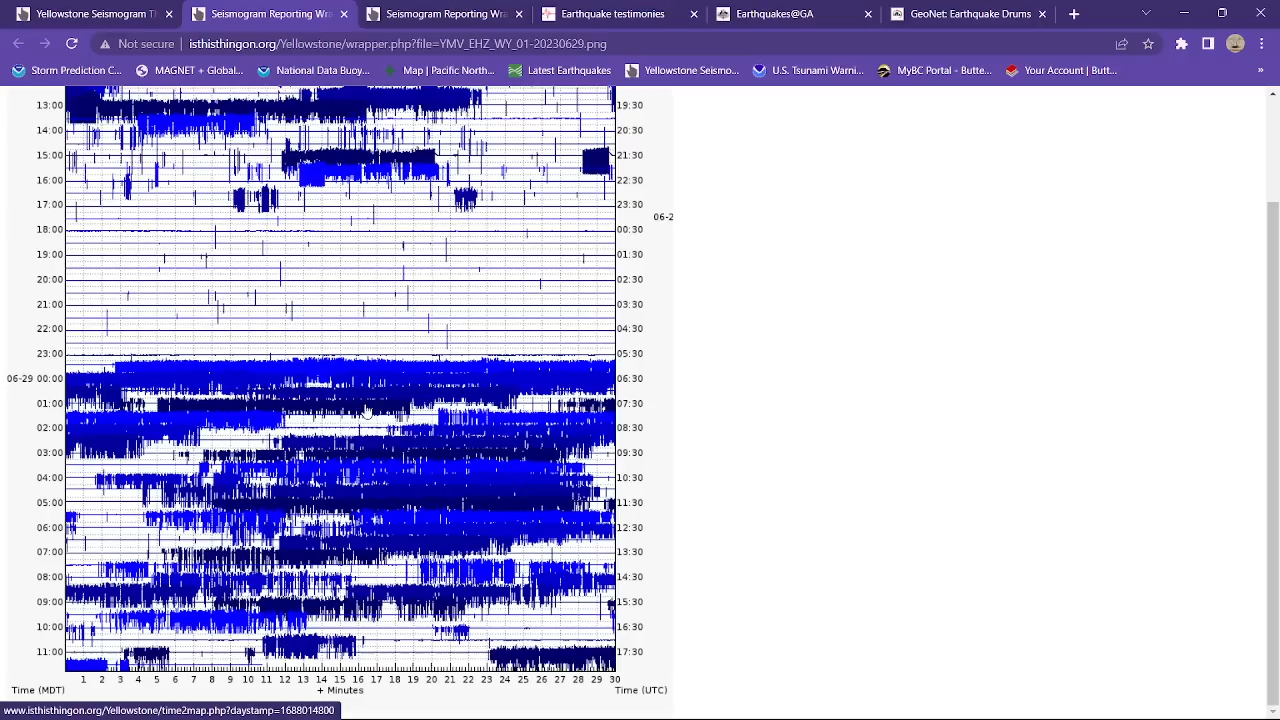 Yellowstone Seismogram T
Seismogram Reporting Wra
Seismogram Reporting Wra
Earthquake testimonies
Earthquakes@GA
GeoNet: Earthquake Drums
Not secure | isthisthingon.org/Yellowstone/wrapper.php?file=YMV_EHZ_WY_01-20230629.png
Storm Prediction C... MAGNET + Global... National Data Buoy... Map | Pacific North... Latest Earthquakes Yellowstone Seismo... U.S. Tsunami Warni... MyBC Portal - Butte... Your Account | Butt... »
13:00 19:30
14:00 20:30
15:00 21:30
16:00 22:30
17:00 23:30
06-2
18:00 00:30
19:00 01:30
20:00 02:30
21:00 03:30
22:00 04:30
23:00 05:30
06-29 00:00 06:30
01:00 07:30
02:00 08:30
03:00 09:30
04:00 10:30
05:00 11:30
06:00 12:30
07:00 13:30
08:00 14:30
09:00 15:30
10:00 16:30
11:00 17:30
1 2 3 4 5 6 7 8 9 10 11 12 13 14 15 16 17 18 19 20 21 22 23 24 25 26 27 28 29 30
Time (MDT) + Minutes Time (UTC)
www.isthisthingon.org/Yellowstone/time2map.php?daystamp=1688014800